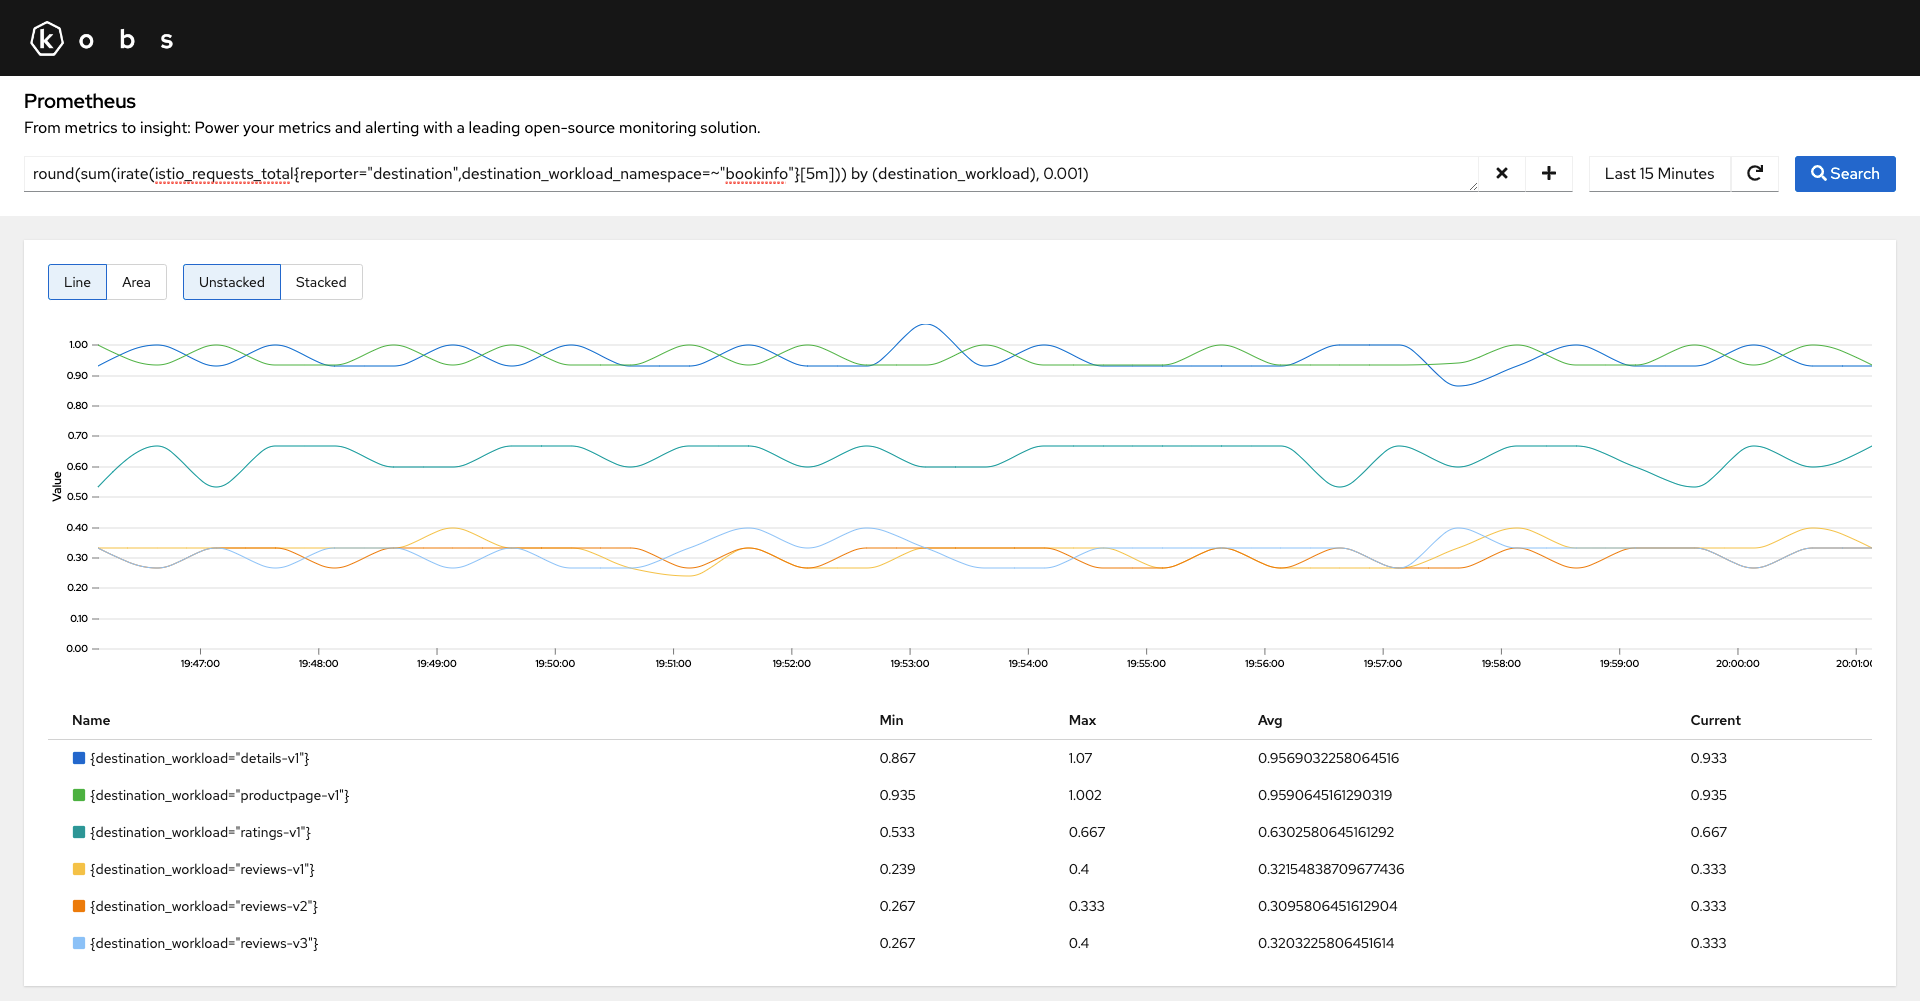 k o b s
Prometheus
From metrics to insight: Power your metrics and alerting with a leading open-source monitoring solution.
round(sum(irate(istio_requests_total{reporter="destination",destination_workload_namespace=~"bookinfo"}[5m])) by (destination_workload), 0.001)
Last 15 Minutes
Search
Line
Area
Unstacked
Stacked
Value
1.00
0.90
0.80
0.70
0.60
0.50
0.40
0.30
0.20
0.10
0.00
19:47:00 19:48:00 19:49:00 19:50:00 19:51:00 19:52:00 19:53:00 19:54:00 19:55:00 19:56:00 19:57:00 19:58:00 19:59:00 20:00:00 20:01:00
Name Min Max Avg Current
{destination_workload="details-v1"} 0.867 1.07 0.9569032258064516 0.933
{destination_workload="productpage-v1"} 0.935 1.002 0.9590645161290319 0.935
{destination_workload="ratings-v1"} 0.533 0.667 0.6302580645161292 0.667
{destination_workload="reviews-v1"} 0.239 0.4 0.32154838709677436 0.333
{destination_workload="reviews-v2"} 0.267 0.333 0.3095806451612904 0.333
{destination_workload="reviews-v3"} 0.267 0.4 0.3203225806451614 0.333